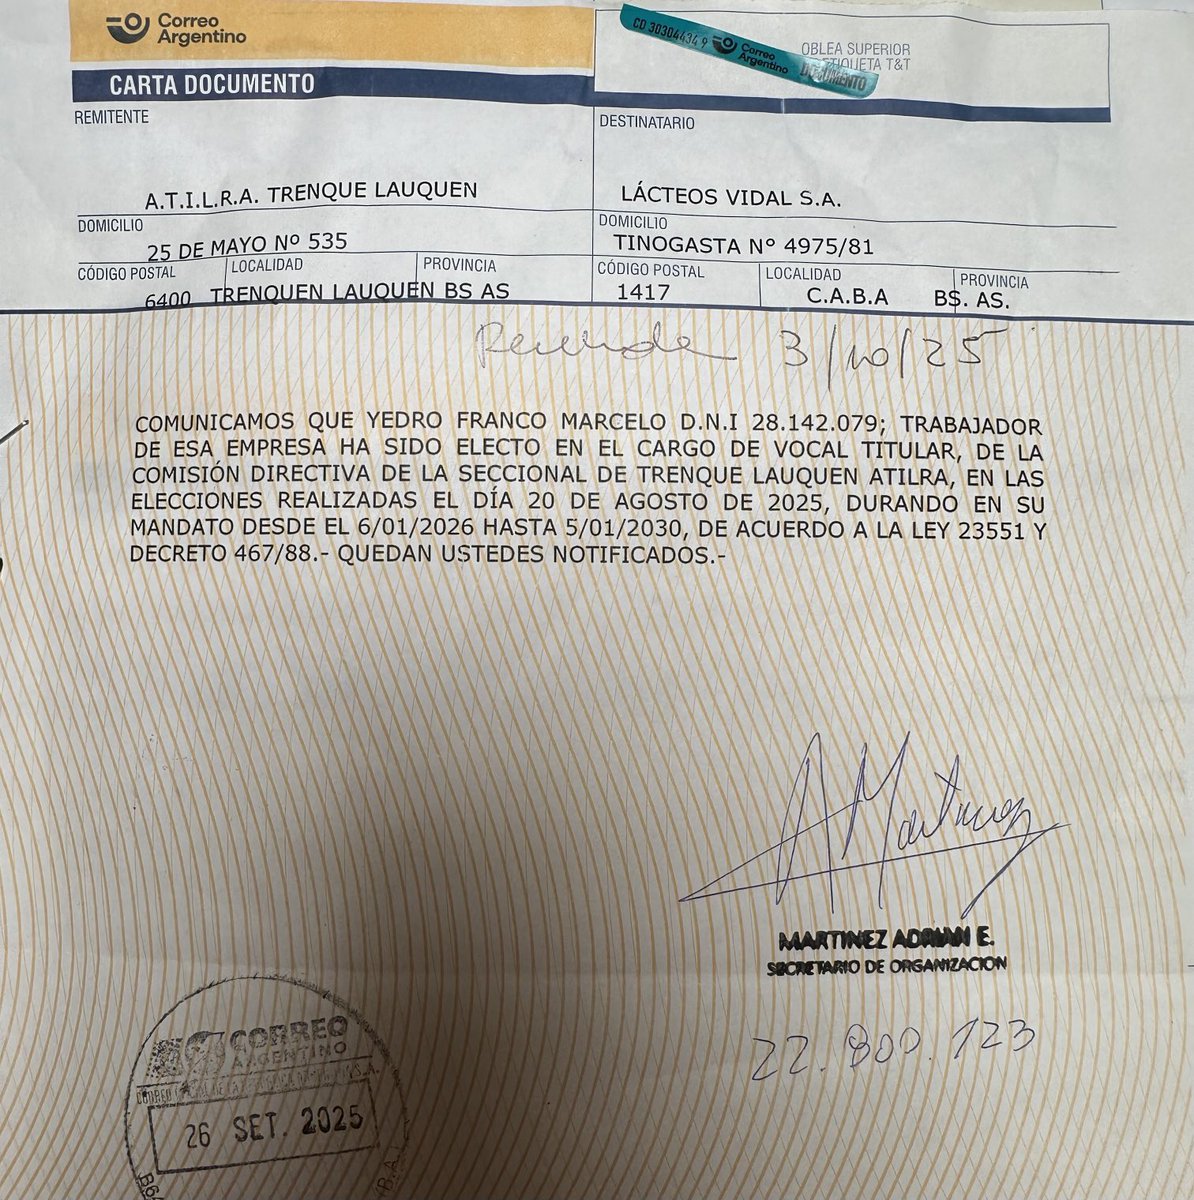 Correo
Argentino
CD 30304434 9 Correo Argentino
DOCUMENTO
OBLEA SUPERIOR
ETIQUETA T&T
CARTA DOCUMENTO
REMITENTE
DESTINATARIO
A.T.I.L.R.A. TRENQUE LAUQUEN
LÁCTEOS VIDAL S.A.
DOMICILIO
DOMICILIO
25 DE MAYO Nº 535
TINOGASTA Nº 4975/81
CÓDIGO POSTAL LOCALIDAD PROVINCIA
CÓDIGO POSTAL LOCALIDAD PROVINCIA
6400 TRENQUEN LAUQUEN BS AS
1417 C.A.B.A BS. AS.
3/10/25
COMUNICAMOS QUE YEDRO FRANCO MARCELO D.N.I 28.142.079; TRABAJADOR
DE ESA EMPRESA HA SIDO ELECTO EN EL CARGO DE VOCAL TITULAR, DE LA
COMISIÓN DIRECTIVA DE LA SECCIONAL DE TRENQUE LAUQUEN ATILRA, EN LAS
ELECCIONES REALIZADAS EL DÍA 20 DE AGOSTO DE 2025, DURANDO EN SU
MANDATO DESDE EL 6/01/2026 HASTA 5/01/2030, DE ACUERDO A LA LEY 23551 Y
DECRETO 467/88.- QUEDAN USTEDES NOTIFICADOS.-
A Martinez
MARTINEZ ADRIAN E.
SECRETARIO DE ORGANIZACION
22.800.123
CORREO
ARGENTINO
26 SET. 2025